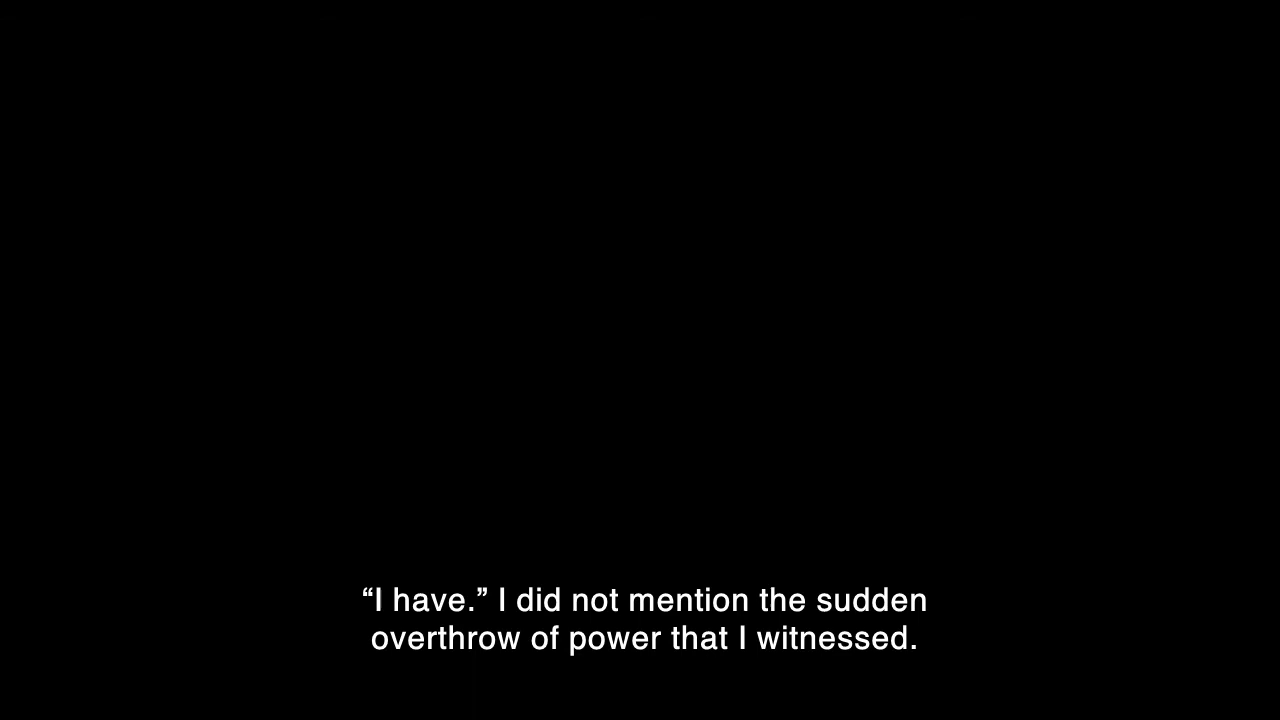 “I have.” I did not mention the sudden
overthrow of power that I witnessed.